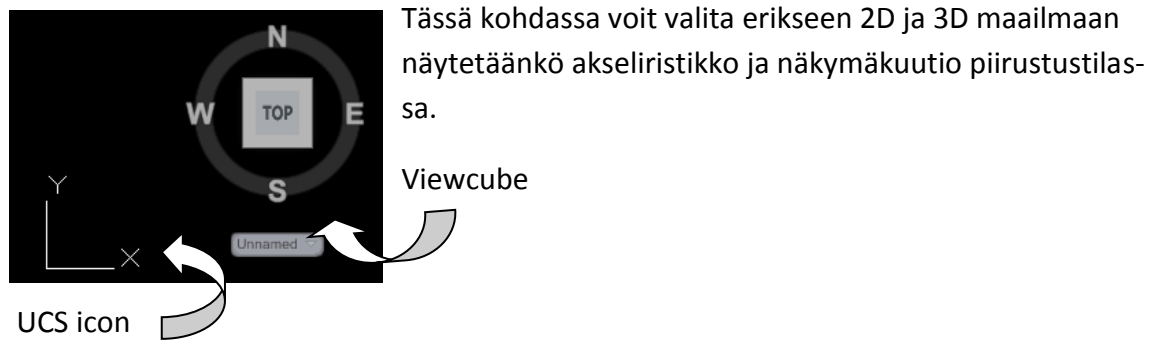 Tässä kohdassa voit valita erikseen 2D ja 3D maailmaan
näytetäänkö akseliristikko ja näkymäkuutio piirustustilas-
sa.
N
W TOP E
S
Viewcube
Y
Unnamed
X
UCS icon